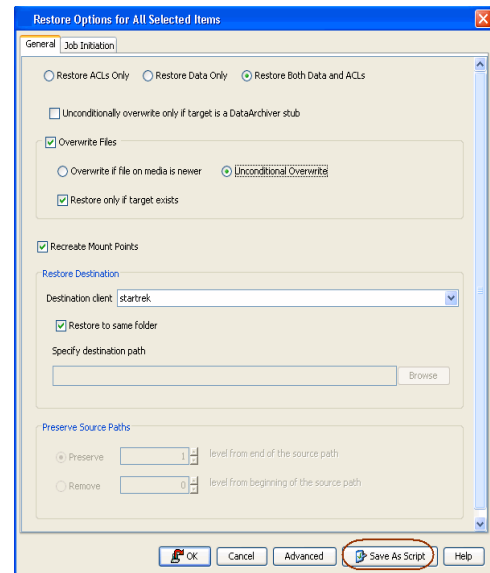 Restore Options for All Selected Items
General Job Initiation
Restore ACLs Only Restore Data Only Restore Both Data and ACLs
Unconditionally overwrite only if target is a DataArchiver stub
Overwrite Files
Overwrite if file on media is newer Unconditional Overwrite
Restore only if target exists
Recreate Mount Points
Restore Destination
Destination client startrek
Restore to same folder
Specify destination path
Browse
Preserve Source Paths
Preserve 1 level from end of the source path
Remove 0 level from beginning of the source path
OK Cancel Advanced Save As Script Help